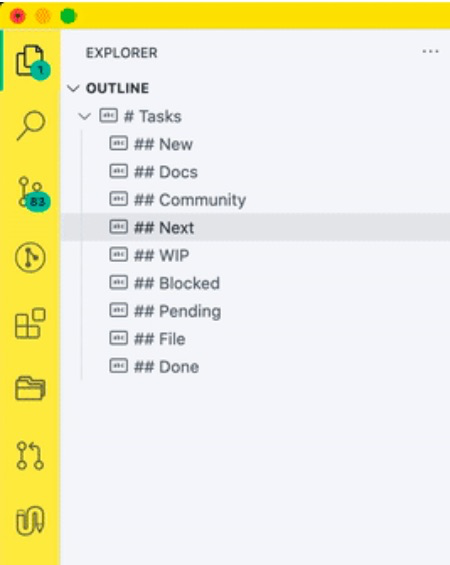 EXPLORER
OUTLINE
# Tasks
## New
## Docs
## Community
## Next
## WIP
## Blocked
## Pending
## File
## Done
1
83